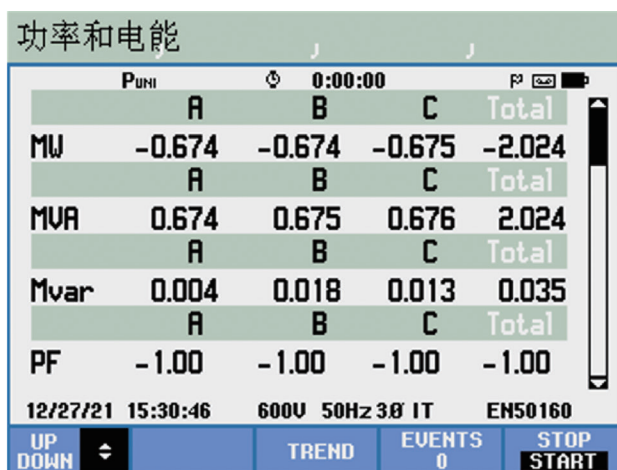 功率和电能
PUNI 0:00:00
A B C Total
MW -0.674 -0.674 -0.675 -2.024
A B C Total
MVA 0.674 0.675 0.676 2.024
A B C Total
Mvar 0.004 0.018 0.013 0.035
A B C Total
PF -1.00 -1.00 -1.00 -1.00
12/27/21 15:30:46 600V 50Hz 3.Ø IT EN50160
UP DOWN TREND EVENTS 0 STOP START